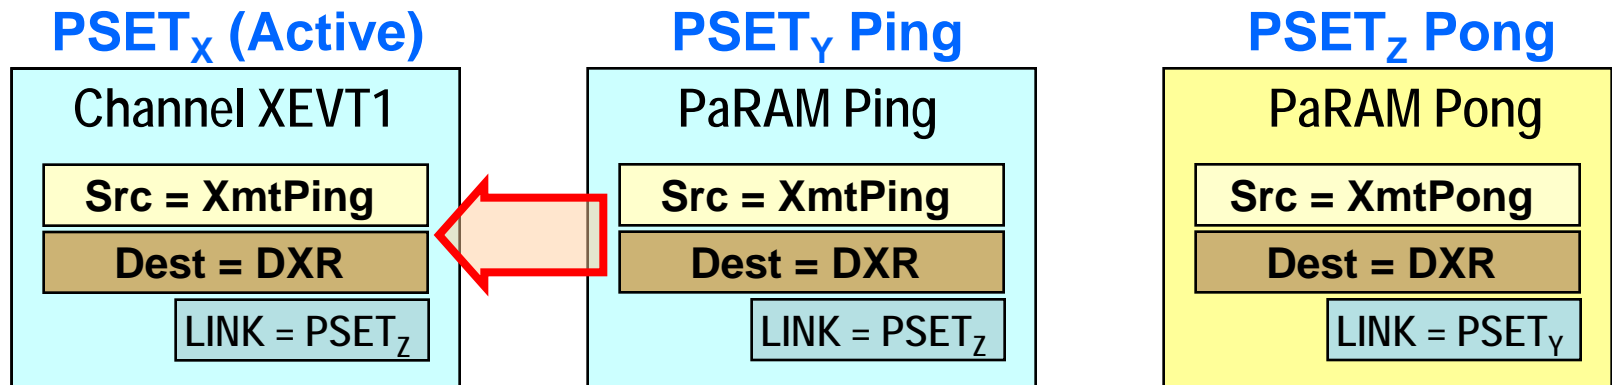 PSETX (Active)
Channel XEVT1
Src = XmtPing
Dest = DXR
LINK = PSETZ
PSETY Ping
PaRAM Ping
Src = XmtPing
Dest = DXR
LINK = PSETZ
PSETZ Pong
PaRAM Pong
Src = XmtPong
Dest = DXR
LINK = PSETY